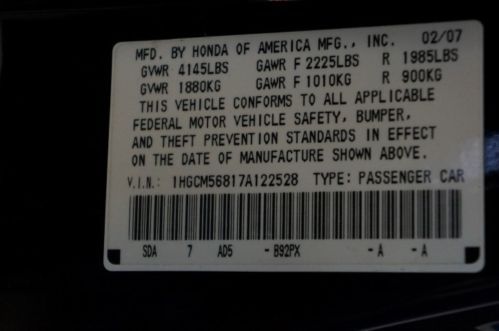 MFD. BY HONDA OF AMERICA MFG., INC. 02/07
GVWR 4145LBS GAWR F 2225LBS R 1985LBS
GVWR 1880KG GAWR F 1010KG R 900KG
THIS VEHICLE CONFORMS TO ALL APPLICABLE
FEDERAL MOTOR VEHICLE SAFETY, BUMPER,
AND THEFT PREVENTION STANDARDS IN EFFECT
ON THE DATE OF MANUFACTURE SHOWN ABOVE.
V.I.N.: 1HGCM56817A122528 TYPE: PASSENGER CAR
SDA 7 AD5 - B92PX - A - A